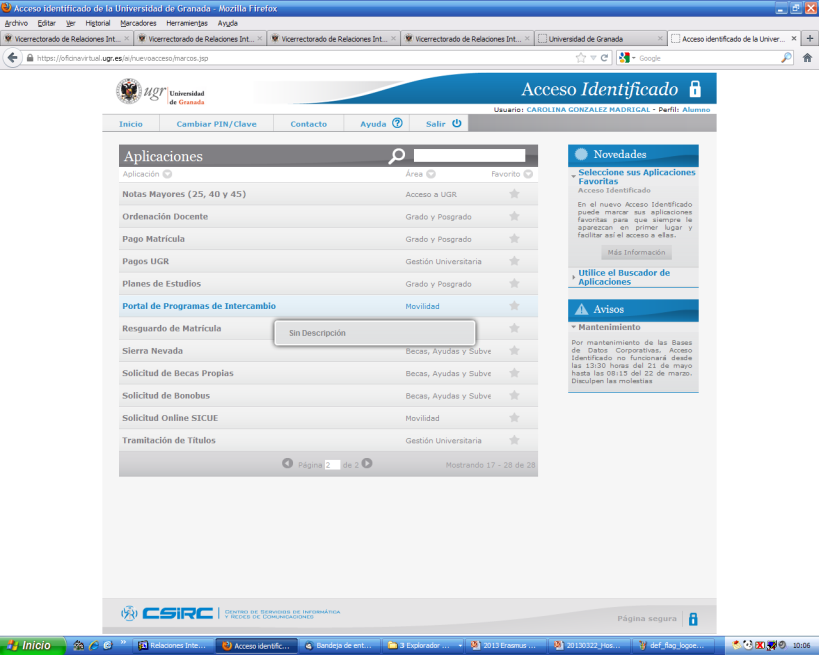 Acceso identificado de la Universidad de Granada - Mozilla Firefox
Archivo Editar Ver Historial Marcadores Herramientas Ayuda
Vicerrectorado de Relaciones Int... × Vicerrectorado de Relaciones Int... × Vicerrectorado de Relaciones Int... × Vicerrectorado de Relaciones Int... × Universidad de Granada × Acceso identificado de la Univer... × +
https://oficinavirtual.ugr.es/ai/nuevoacceso/marcos.jsp Google
ugr Universidad de Granada
Acceso Identificado
Usuario: CAROLINA GONZALEZ MADRIGAL - Perfil: Alumno
Inicio Cambiar PIN/Clave Contacto Ayuda ? Salir
Aplicaciones
Aplicación Área Favorito
Notas Mayores (25, 40 y 45) Acceso a UGR
Ordenación Docente Grado y Posgrado
Pago Matrícula Grado y Posgrado
Pagos UGR Gestión Universitaria
Planes de Estudios Grado y Posgrado
Portal de Programas de Intercambio Movilidad
Resguardo de Matrícula
Sin Descripción
Sierra Nevada Becas, Ayudas y Subve
Solicitud de Becas Propias Becas, Ayudas y Subve
Solicitud de Bonobus Becas, Ayudas y Subve
Solicitud Online SICUE Movilidad
Tramitación de Títulos Gestión Universitaria
Página 2 de 2 Mostrando 17 - 28 de 28
Novedades
Seleccione sus Aplicaciones
Favoritas
Acceso Identificado
En el nuevo Acceso Identificado
puede marcar sus aplicaciones
favoritas para que siempre le
aparezcan en primer lugar y
facilitar así el acceso a ellas.
Más Información
Utilice el Buscador de
Aplicaciones
Avisos
Mantenimiento
Por mantenimiento de las Bases
de Datos Corporativas, Acceso
Identificado no funcionará desde
las 13:30 horas del 21 de mayo
hasta las 08:15 del 22 de marzo.
Disculpen las molestias
CSIRC CENTRO DE SERVICIOS DE INFORMÁTICA
Y REDES DE COMUNICACIONES
Página segura
Inicio » Relaciones Inte... Acceso identific... Bandeja de ent... 3 Explorador ... 2013 Erasmus ... 20130322_Hos... def_flag_logoe... 10:06